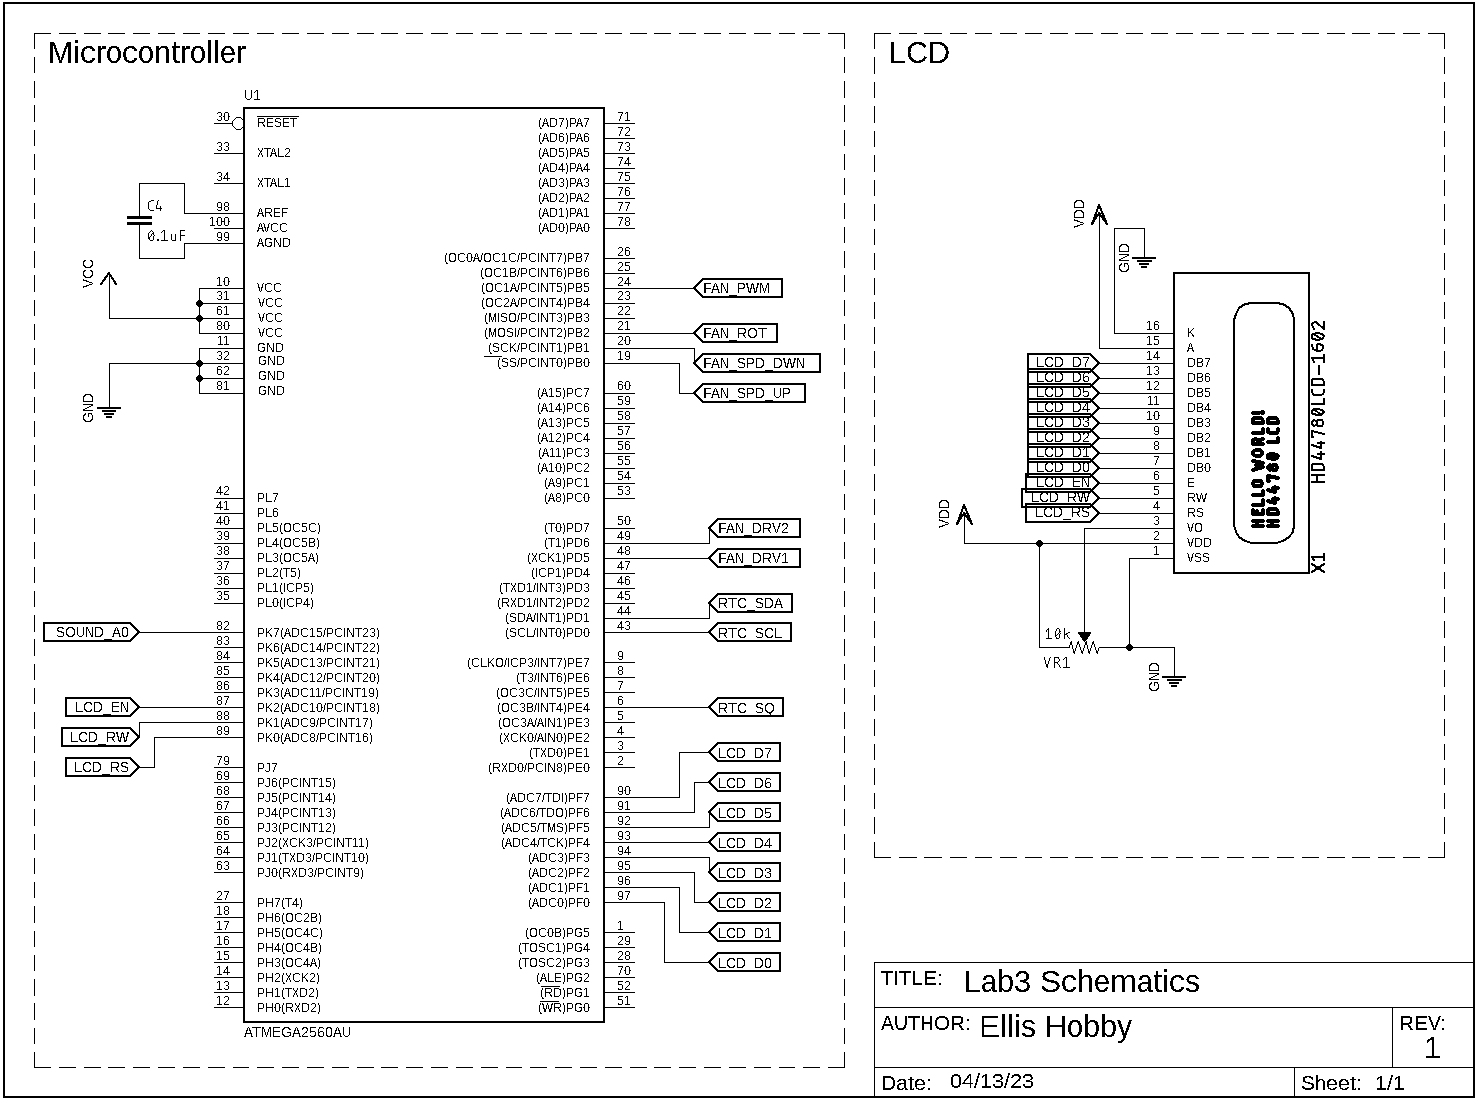 Microcontroller
U1
30 RESET
33 XTAL2
34 XTAL1
C4
0.1uF
98 AREF
100 AVCC
99 AGND
VCC
10 VCC
31 VCC
61 VCC
80 VCC
11 GND
32 GND
62 GND
81 GND
GND
42 PL7
41 PL6
40 PL5(OC5C)
39 PL4(OC5B)
38 PL3(OC5A)
37 PL2(T5)
36 PL1(ICP5)
35 PL0(ICP4)
SOUND_A0 82 PK7(ADC15/PCINT23)
83 PK6(ADC14/PCINT22)
84 PK5(ADC13/PCINT21)
85 PK4(ADC12/PCINT20)
86 PK3(ADC11/PCINT19)
LCD_EN 87 PK2(ADC10/PCINT18)
LCD_RW 88 PK1(ADC9/PCINT17)
LCD_RS 89 PK0(ADC8/PCINT16)
79 PJ7
69 PJ6(PCINT15)
68 PJ5(PCINT14)
67 PJ4(PCINT13)
66 PJ3(PCINT12)
65 PJ2(XCK3/PCINT11)
64 PJ1(TXD3/PCINT10)
63 PJ0(RXD3/PCINT9)
27 PH7(T4)
18 PH6(OC2B)
17 PH5(OC4C)
16 PH4(OC4B)
15 PH3(OC4A)
14 PH2(XCK2)
13 PH1(TXD2)
12 PH0(RXD2)
(AD7)PA7 71
(AD6)PA6 72
(AD5)PA5 73
(AD4)PA4 74
(AD3)PA3 75
(AD2)PA2 76
(AD1)PA1 77
(AD0)PA0 78
(OC0A/OC1C/PCINT7)PB7 26
(OC1B/PCINT6)PB6 25
(OC1A/PCINT5)PB5 24 FAN_PWM
(OC2A/PCINT4)PB4 23
(MISO/PCINT3)PB3 22
(MOSI/PCINT2)PB2 21 FAN_ROT
(SCK/PCINT1)PB1 20 FAN_SPD_DWN
(SS/PCINT0)PB0 19 FAN_SPD_UP
(A15)PC7 60
(A14)PC6 59
(A13)PC5 58
(A12)PC4 57
(A11)PC3 56
(A10)PC2 55
(A9)PC1 54
(A8)PC0 53
(T0)PD7 50
(T1)PD6 49 FAN_DRV2
(XCK1)PD5 48 FAN_DRV1
(ICP1)PD4 47
(TXD1/INT3)PD3 46
(RXD1/INT2)PD2 45
(SDA/INT1)PD1 44 RTC_SDA
(SCL/INT0)PD0 43 RTC_SCL
(CLKO/ICP3/INT7)PE7 9
(T3/INT6)PE6 8
(OC3C/INT5)PE5 7
(OC3B/INT4)PE4 6 RTC_SQ
(OC3A/AIN1)PE3 5
(XCK0/AIN0)PE2 4
(TXD0)PE1 3
(RXD0/PCIN8)PE0 2
(ADC7/TDI)PF7 90 LCD_D7
(ADC6/TDO)PF6 91 LCD_D6
(ADC5/TMS)PF5 92 LCD_D5
(ADC4/TCK)PF4 93 LCD_D4
(ADC3)PF3 94 LCD_D3
(ADC2)PF2 95 LCD_D2
(ADC1)PF1 96 LCD_D1
(ADC0)PF0 97 LCD_D0
(OC0B)PG5 1
(TOSC1)PG4 29
(TOSC2)PG3 28
(ALE)PG2 70
(RD)PG1 52
(WR)PG0 51
ATMEGA2560AU
LCD
VDD
GND
16 K
15 A
LCD_D7 14 DB7
LCD_D6 13 DB6
LCD_D5 12 DB5
LCD_D4 11 DB4
LCD_D3 10 DB3
LCD_D2 9 DB2
LCD_D1 8 DB1
LCD_D0 7 DB0
LCD_EN 6 E
LCD_RW 5 RW
LCD_RS 4 RS
3 VO
2 VDD
1 VSS
VDD
HELLO WORLD!
HD44780 LCD
HD44780LCD-1602
X1
10k
VR1
GND
TITLE: Lab3 Schematics
AUTHOR: Ellis Hobby
REV:
1
Date: 04/13/23
Sheet: 1/1